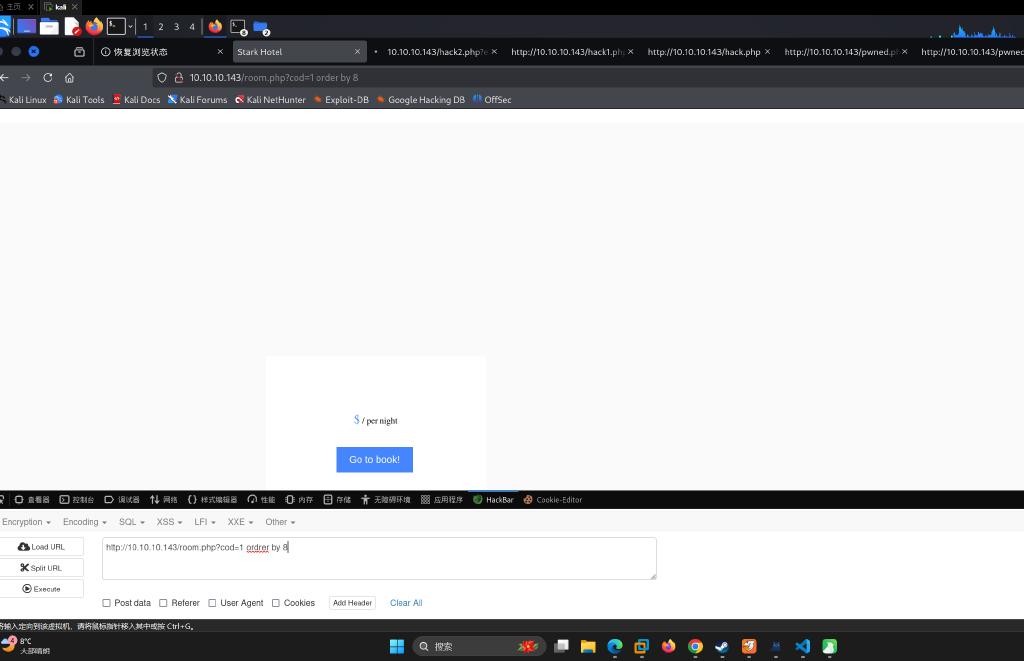 主页
kali
1 2 3 4
恢复浏览状态
Stark Hotel
10.10.10.143/hack2.php?
http://10.10.10.143/hack1.ph
http://10.10.10.143/hack.php
http://10.10.10.143/pwned.p
http://10.10.10.143/pwned
10.10.10.143/room.php?cod=1 order by 8
Kali Linux Kali Tools Kali Docs Kali Forums Kali NetHunter Exploit-DB Google Hacking DB OffSec
$ / per night
Go to book!
查看器 控制台 调试器 网络 样式编辑器 性能 内存 存储 无障碍环境 应用程序 HackBar Cookie-Editor
Encryption Encoding SQL XSS LFI XXE Other
Load URL
http://10.10.10.143/room.php?cod=1 ordrer by 8
Split URL
Execute
Post data Referer User Agent Cookies Add Header Clear All
将输入定向到该虚拟机，请将鼠标指针移入其中或按 Ctrl+G。
8°C
大部晴朗
搜索